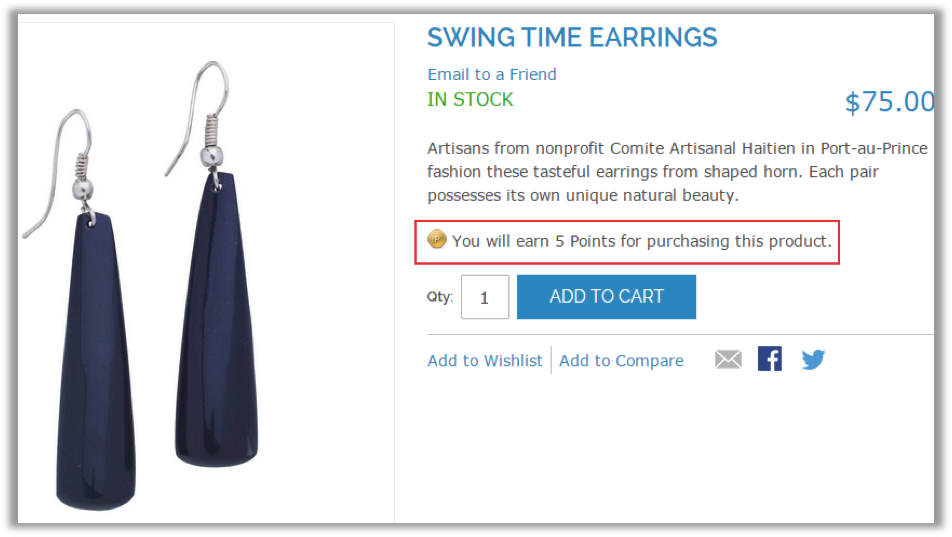 SWING TIME EARRINGS
Email to a Friend
IN STOCK
$75.00
Artisans from nonprofit Comite Artisanal Haitien in Port-au-Prince
fashion these tasteful earrings from shaped horn. Each pair
possesses its own unique natural beauty.
P You will earn 5 Points for purchasing this product.
Qty: 1 ADD TO CART
Add to Wishlist Add to Compare f